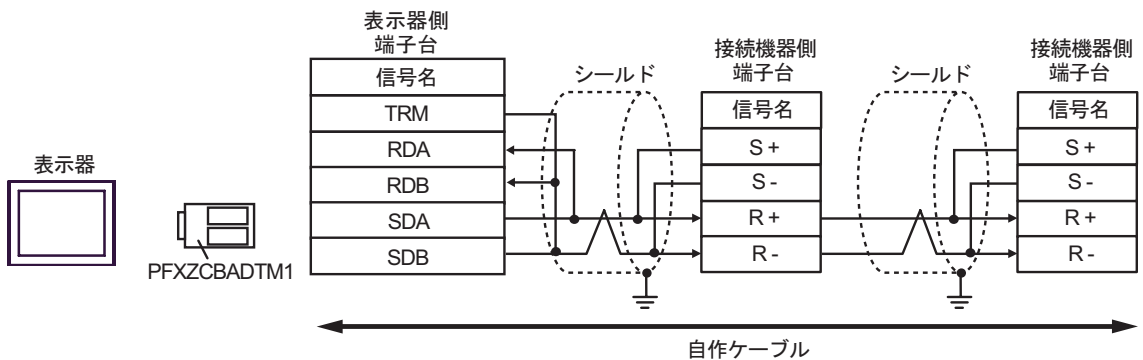 表示器
PFXZCBADTM1
表示器側
端子台
信号名
TRM
RDA
RDB
SDA
SDB
シールド
接続機器側
端子台
信号名
S +
S -
R +
R -
シールド
接続機器側
端子台
信号名
S +
S -
R +
R -
自作ケーブル